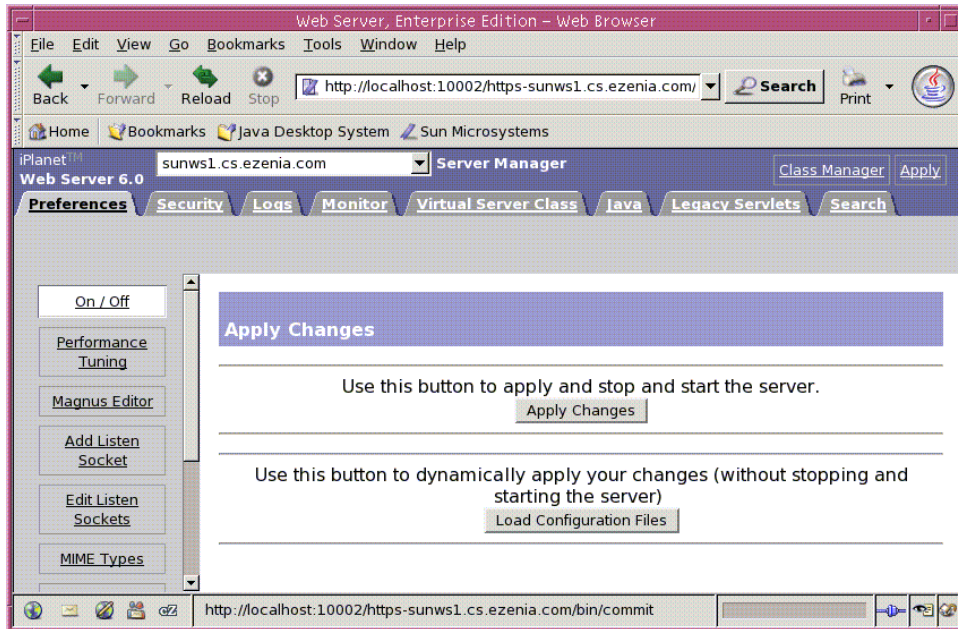 Web Server, Enterprise Edition – Web Browser
File Edit View Go Bookmarks Tools Window Help
Back Forward Reload Stop http://localhost:10002/https-sunws1.cs.ezenia.com/ Search Print
Home Bookmarks Java Desktop System Sun Microsystems
iPlanet™ Web Server 6.0 sunws1.cs.ezenia.com Server Manager Class Manager Apply
Preferences Security Logs Monitor Virtual Server Class Java Legacy Servlets Search
On / Off
Performance
Tuning
Magnus Editor
Add Listen
Socket
Edit Listen
Sockets
MIME Types
Apply Changes
Use this button to apply and stop and start the server.
Apply Changes
Use this button to dynamically apply your changes (without stopping and
starting the server)
Load Configuration Files
http://localhost:10002/https-sunws1.cs.ezenia.com/bin/commit